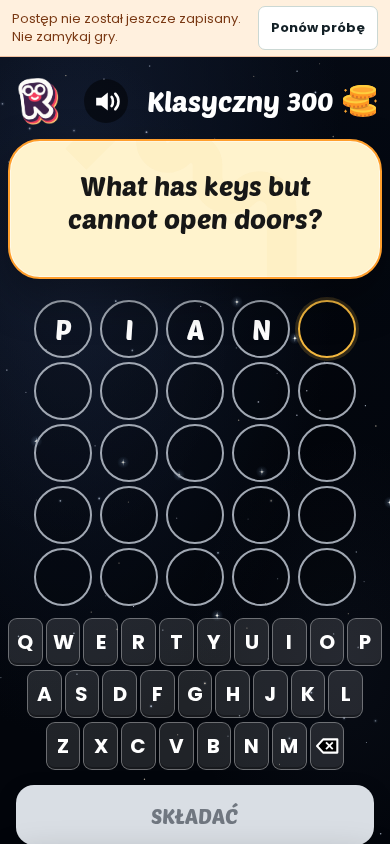 Postęp nie został jeszcze zapisany.
Nie zamykaj gry.
Ponów próbę
Klasyczny 300
What has keys but
cannot open doors?
P I A N
Q W E R T Y U I O P
A S D F G H J K L
Z X C V B N M
SKŁADAĆ